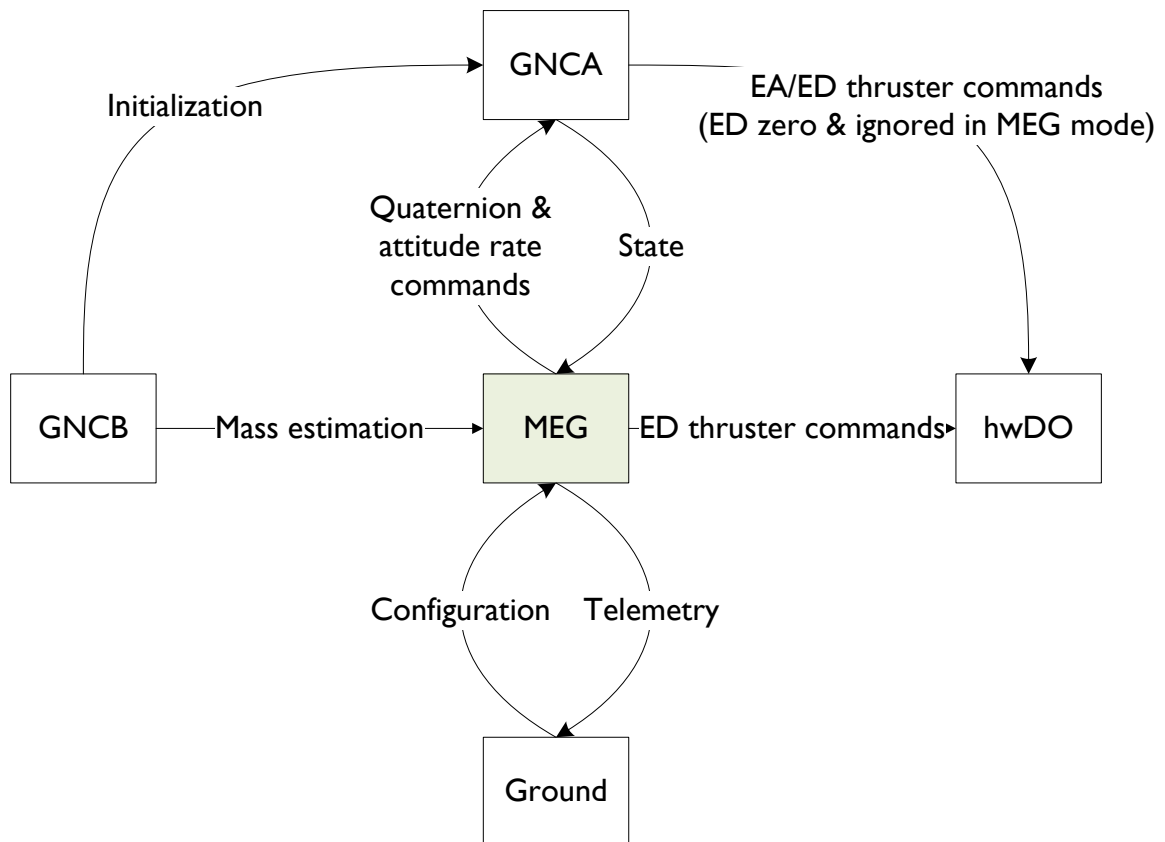 GNCA
EA/ED thruster commands
(ED zero & ignored in MEG mode)
Initialization
Quaternion &
attitude rate
commands
State
GNCB
Mass estimation
MEG
ED thruster commands
hwDO
Configuration
Telemetry
Ground